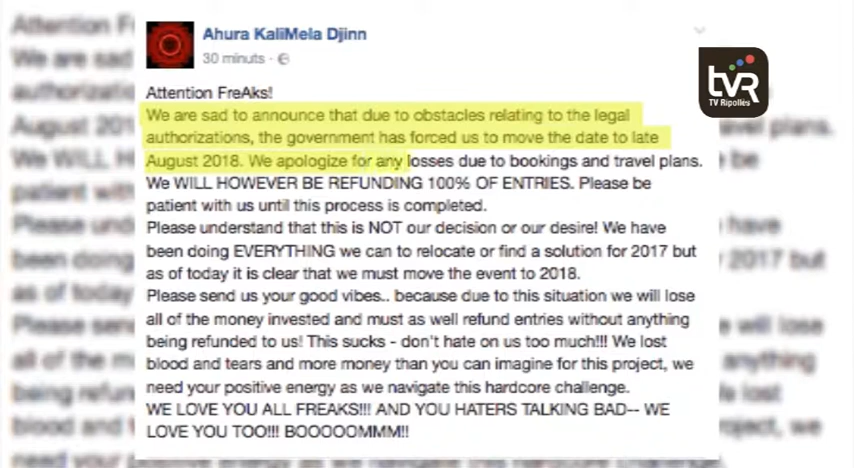 Ahura KaliMela Djinn
30 minuts ·
tvR
TV Ripollès
Attention FreAks!
We are sad to announce that due to obstacles relating to the legal
authorizations, the government has forced us to move the date to late
August 2018. We apologize for any losses due to bookings and travel plans.
We WILL HOWEVER BE REFUNDING 100% OF ENTRIES. Please be
patient with us until this process is completed.
Please understand that this is NOT our decision or our desire! We have
been doing EVERYTHING we can to relocate or find a solution for 2017 but
as of today it is clear that we must move the event to 2018.
Please send us your good vibes.. because due to this situation we will lose
all of the money invested and must as well refund entries without anything
being refunded to us! This sucks - don't hate on us too much!!! We lost
blood and tears and more money than you can imagine for this project, we
need your positive energy as we navigate this hardcore challenge.
WE LOVE YOU ALL FREAKS!!! AND YOU HATERS TALKING BAD-- WE
LOVE YOU TOO!!! BOOOOOMMM!!